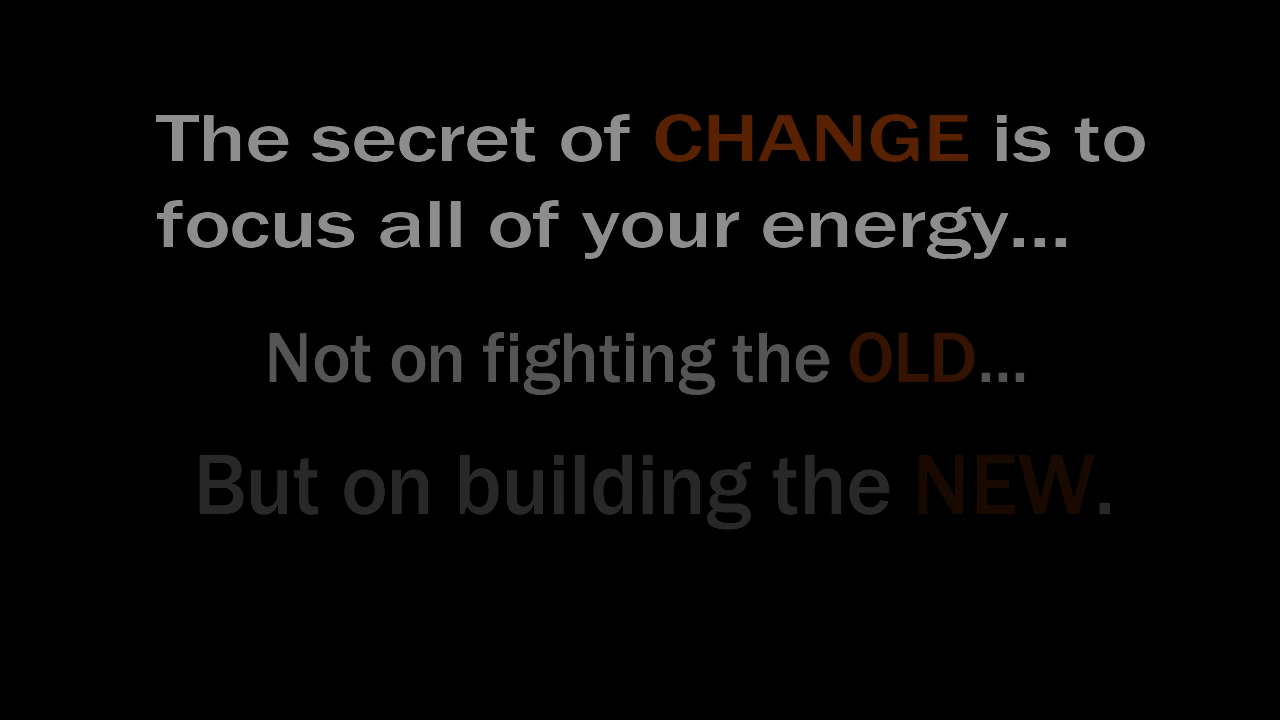 The secret of CHANGE is to
focus all of your energy...
Not on fighting the OLD...
But on building the NEW.